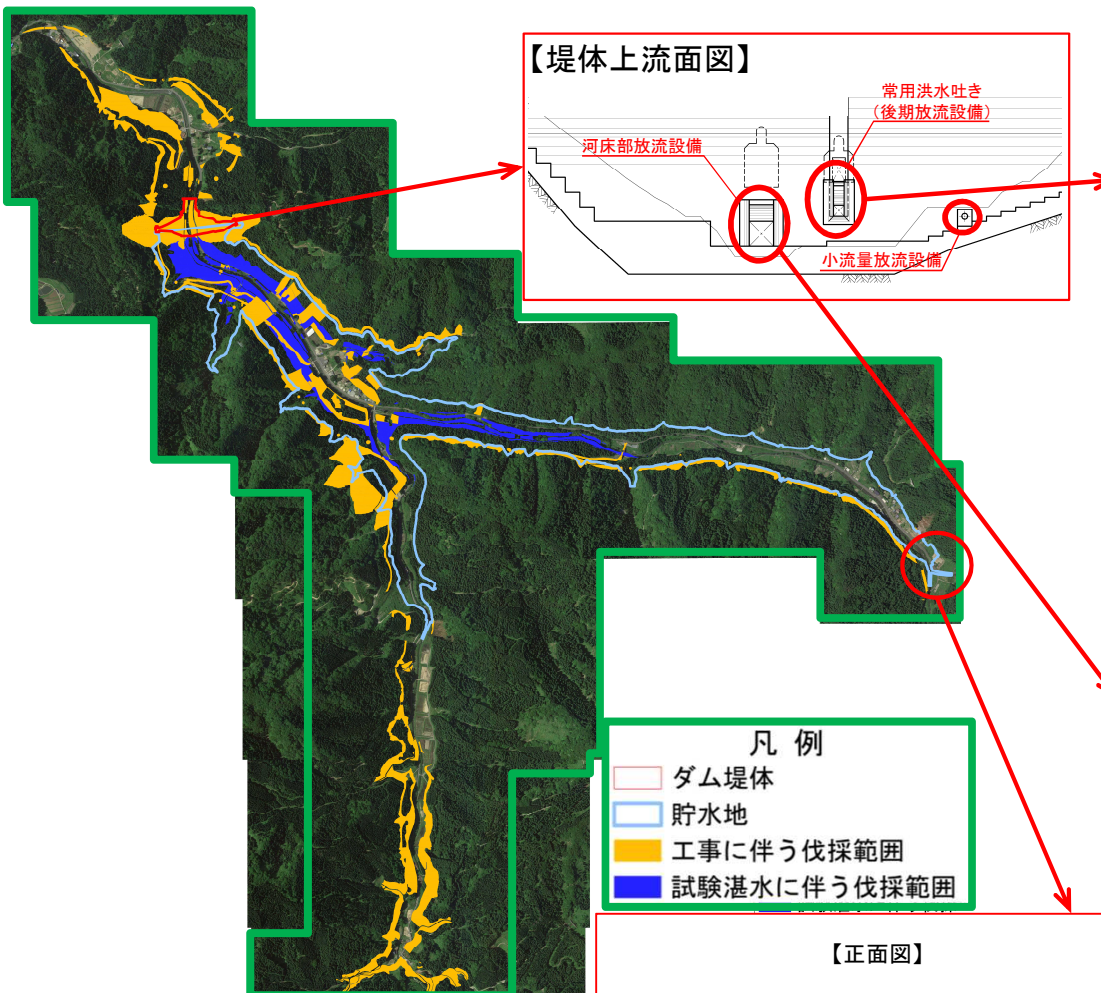 【堤体上流面図】
常用洪水吐き
(後期放流設備)
河床部放流設備
小流量放流設備
凡 例
ダム堤体
貯水地
工事に伴う伐採範囲
試験湛水に伴う伐採範囲
【正面図】